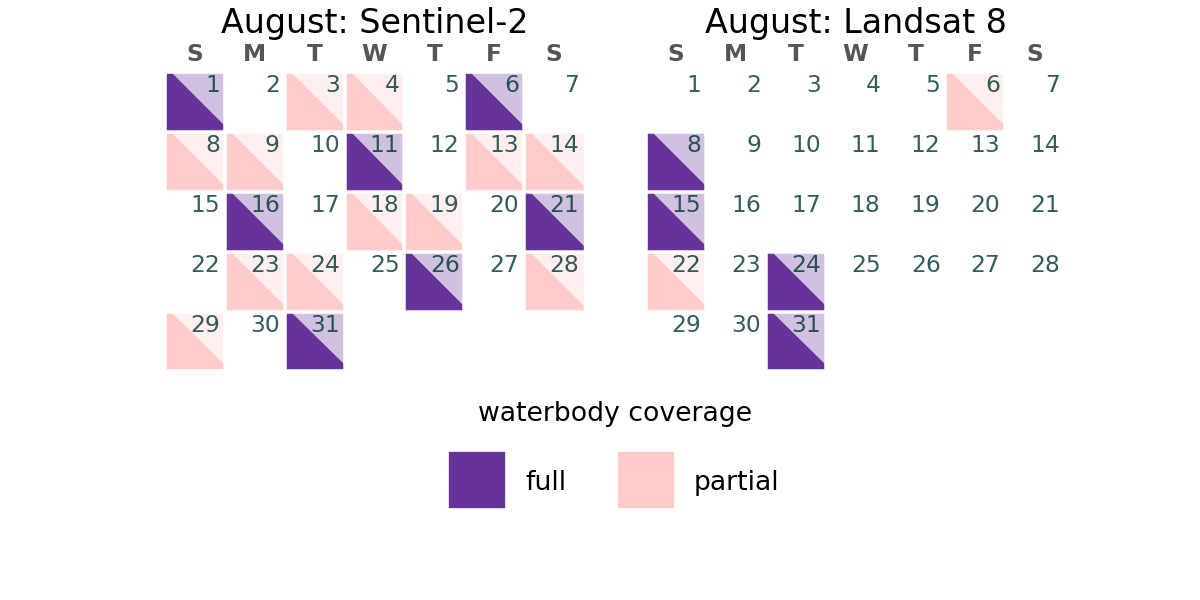 August: Sentinel-2
S M T W T F S
1 2 3 4 5 6 7
8 9 10 11 12 13 14
15 16 17 18 19 20 21
22 23 24 25 26 27 28
29 30 31
August: Landsat 8
S M T W T F S
1 2 3 4 5 6 7
8 9 10 11 12 13 14
15 16 17 18 19 20 21
22 23 24 25 26 27 28
29 30 31
waterbody coverage
full
partial